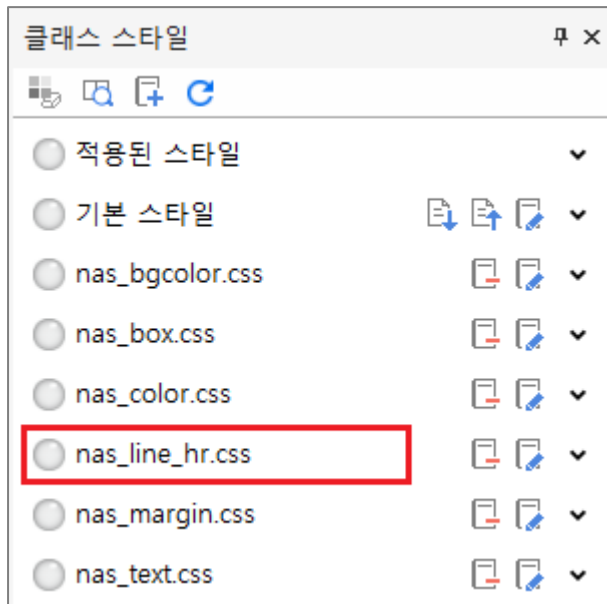 클래스 스타일
적용된 스타일
기본 스타일
nas_bgcolor.css
nas_box.css
nas_color.css
nas_line_hr.css
nas_margin.css
nas_text.css